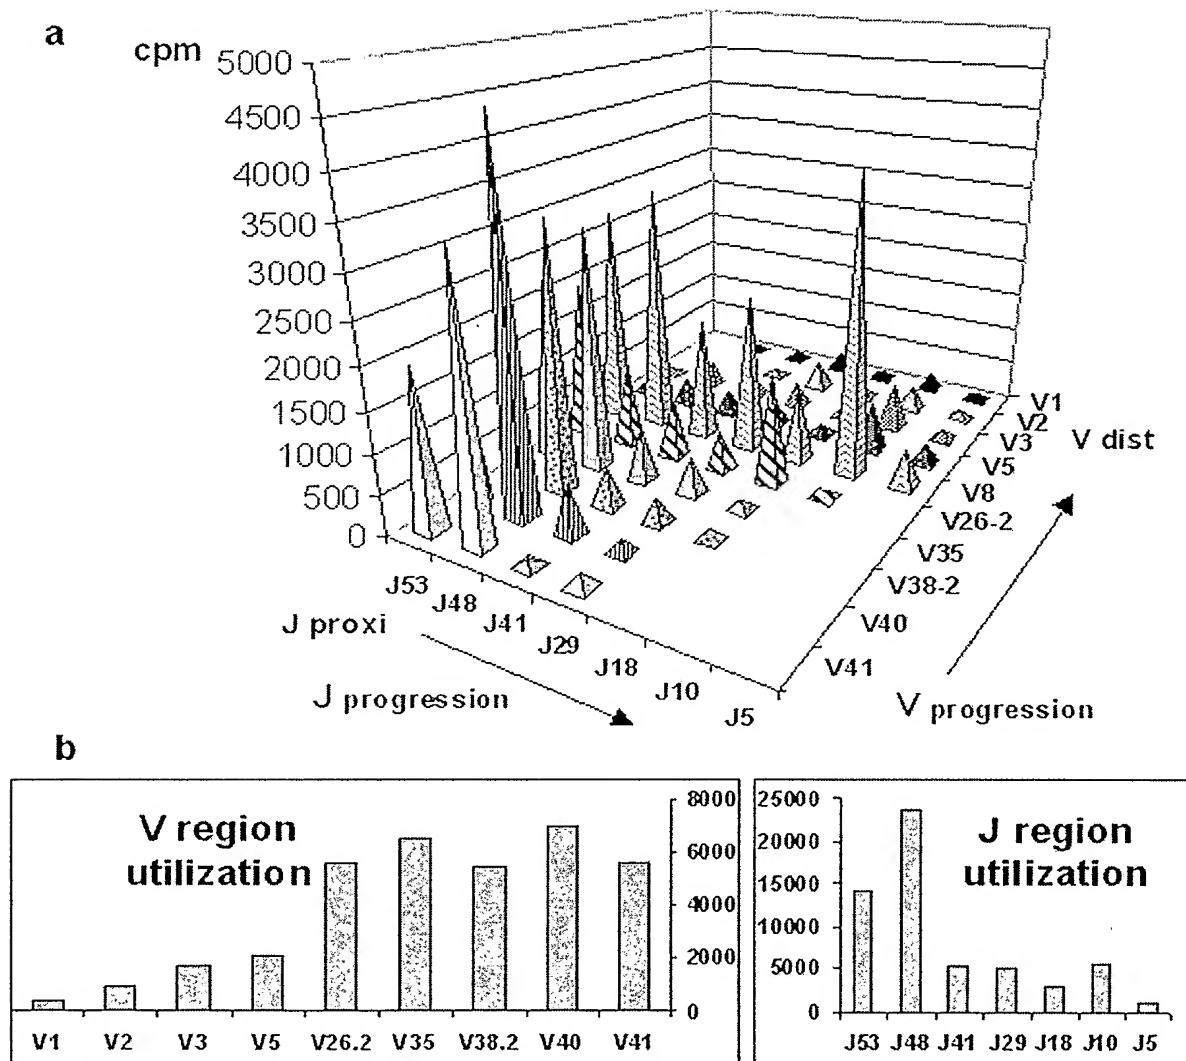 a
cpm
5000
4500
4000
3500
3000
2500
2000
1500
1000
500
0
J53
J48
J41
J29
J18
J10
J5
J proxi
J progression
V1
V2
V3
V5
V8
V26-2
V35
V38-2
V40
V41
V dist
V progression
b
V region
utilization
8000
6000
4000
2000
0
V1 V2 V3 V5 V26.2 V35 V38.2 V40 V41
J region
utilization
25000
20000
15000
10000
5000
0
J53 J48 J41 J29 J18 J10 J5